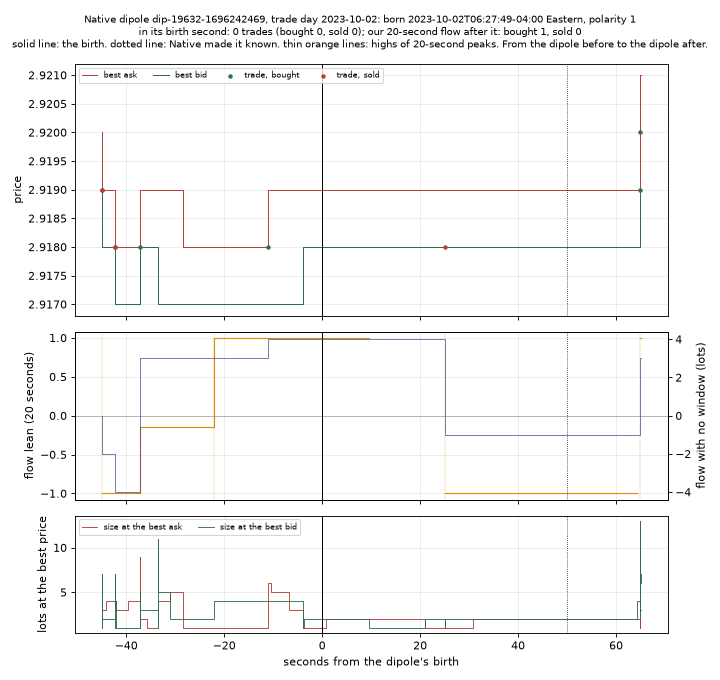 Native dipole dip-19632-1696242469, trade day 2023-10-02: born 2023-10-02T06:27:49-04:00 Eastern, polarity 1
in its birth second: 0 trades (bought 0, sold 0); our 20-second flow after it: bought 1, sold 0
solid line: the birth. dotted line: Native made it known. thin orange lines: highs of 20-second peaks. From the dipole before to the dipole after.
best ask best bid trade, bought trade, sold
2.9210
2.9205
2.9200
2.9195
2.9190
2.9185
2.9180
2.9175
2.9170
price
1.0
0.5
0.0
−0.5
−1.0
flow lean (20 seconds)
4
2
0
−2
−4
flow with no window (lots)
size at the best ask size at the best bid
10
5
lots at the best price
−40 −20 0 20 40 60
seconds from the dipole's birth